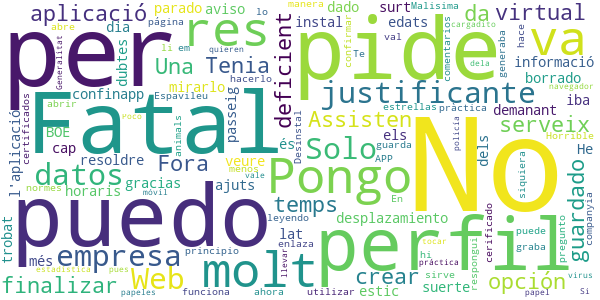 aplicació parado aviso surt edats da virtual
página em lo instal dado manera Malisima abre
per res pide va
Generalitat dia dubtes li Una Tenia mirarlo hacerlo quieren deficient confirmar Te val comentarios dela cargadito hace informació borrado
certificados l'aplicació abrir BOE confinapp Espavileu passeig justificante generaba navegador iba
Fatal Assisten estrellas práctica demanant
cap Poco resoldre animals Fora veure és Solo els guarda policía Horrible serveix
datos horaris gracias ajuts menos Desinstal Pongo APP En dels No siquiera He companyia
normes més vale temps desplazamiento certificado puede pregunto guardado
trobat puedo leyendo perfil respongui graba
empresa principio lat enlaza tocar hi crear opción
estadística pues móvil molt llevar práctica
finalizar papeles Web funciona ahora utilizar estic sirve suerte papel virus Si